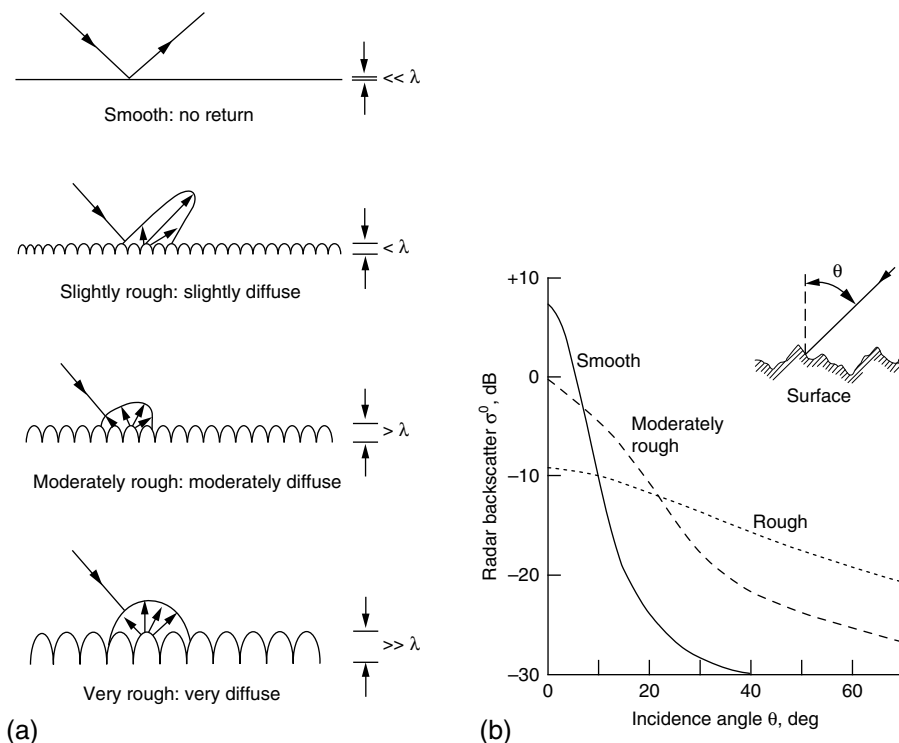 << λ
Smooth: no return
< λ
Slightly rough: slightly diffuse
> λ
Moderately rough: moderately diffuse
>> λ
Very rough: very diffuse
(a)
+10
0
−10
−20
−30
Radar backscatter σ⁰, dB
Smooth
Moderately
rough
Rough
θ
Surface
0 20 40 60
Incidence angle θ, deg
(b)